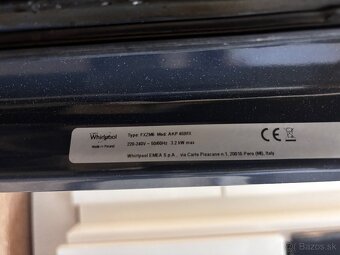 Whirlpool
Made in Poland
Type: FXZM6 Mod: AKP 458/IX
220-240V ~ 50/60Hz 3.2 kW max
Whirlpool EMEA S.p.A. via Carlo Pisacane n.1, 20016 Pero (MI), Italy
CE
bazos.sk